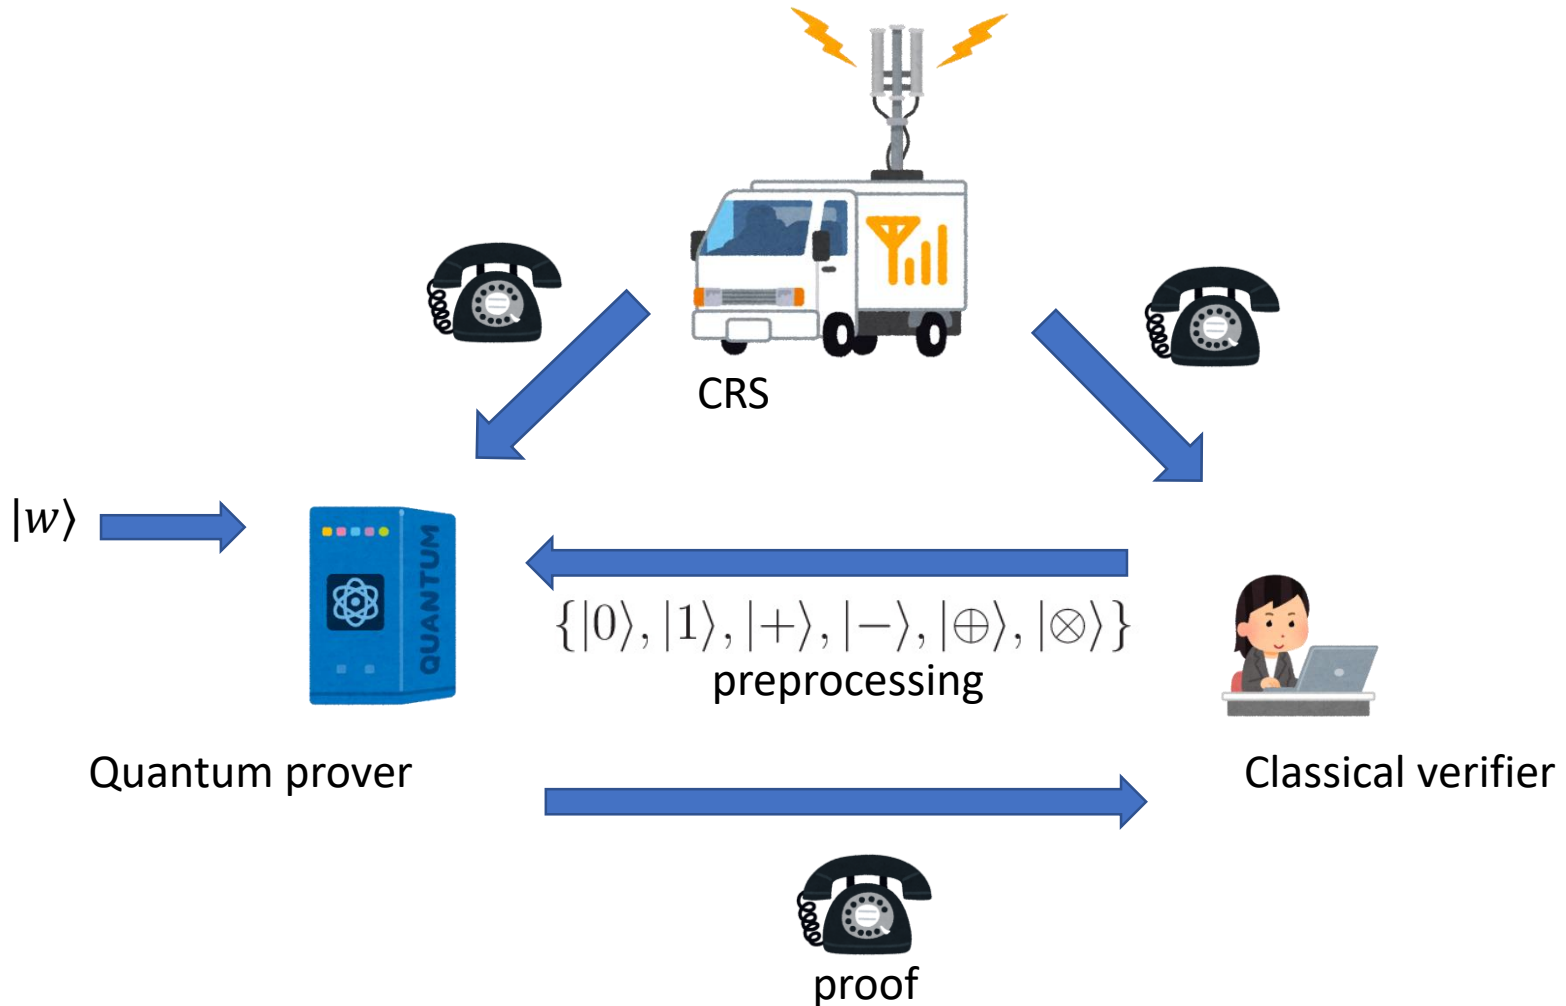 CRS
|w⟩
QUANTUM
{|0⟩, |1⟩, |+⟩, |−⟩, |⊕⟩, |⊗⟩}
preprocessing
Quantum prover
Classical verifier
proof